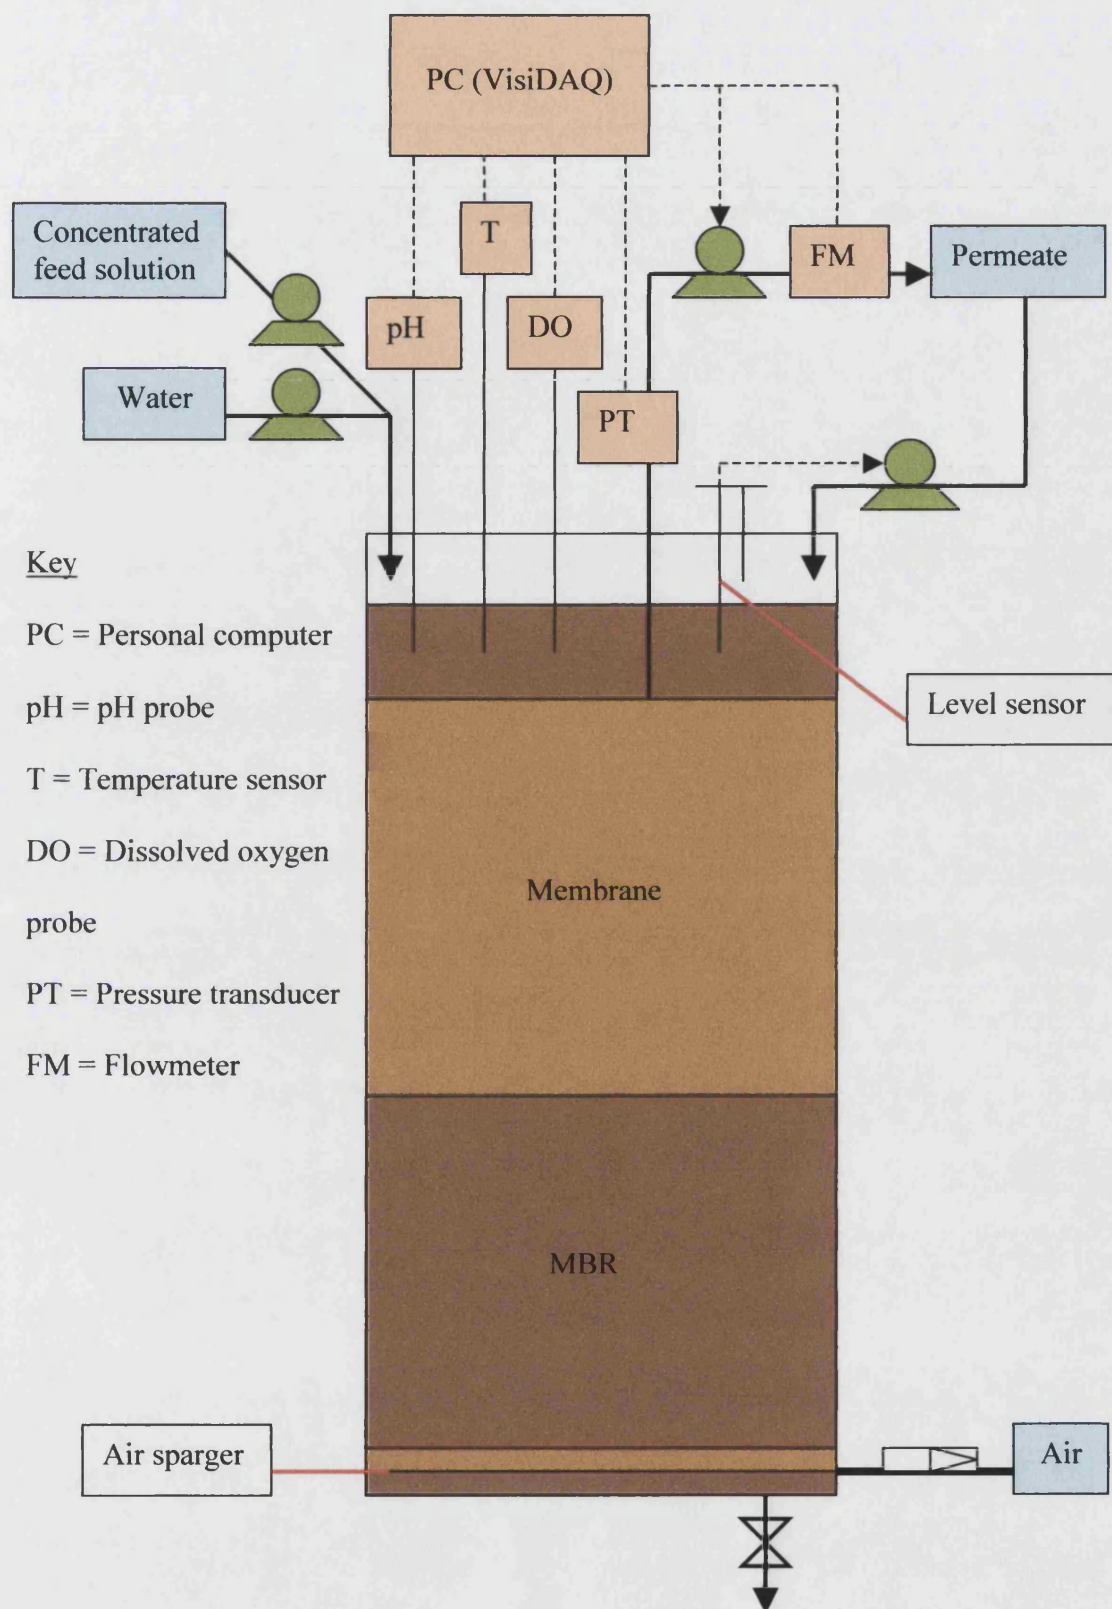 PC (VisiDAQ)
Concentrated
feed solution
T
FM
Permeate
pH
DO
Water
PT
Key
PC = Personal computer
pH = pH probe
T = Temperature sensor
DO = Dissolved oxygen
probe
PT = Pressure transducer
FM = Flowmeter
Level sensor
Membrane
MBR
Air sparger
Air